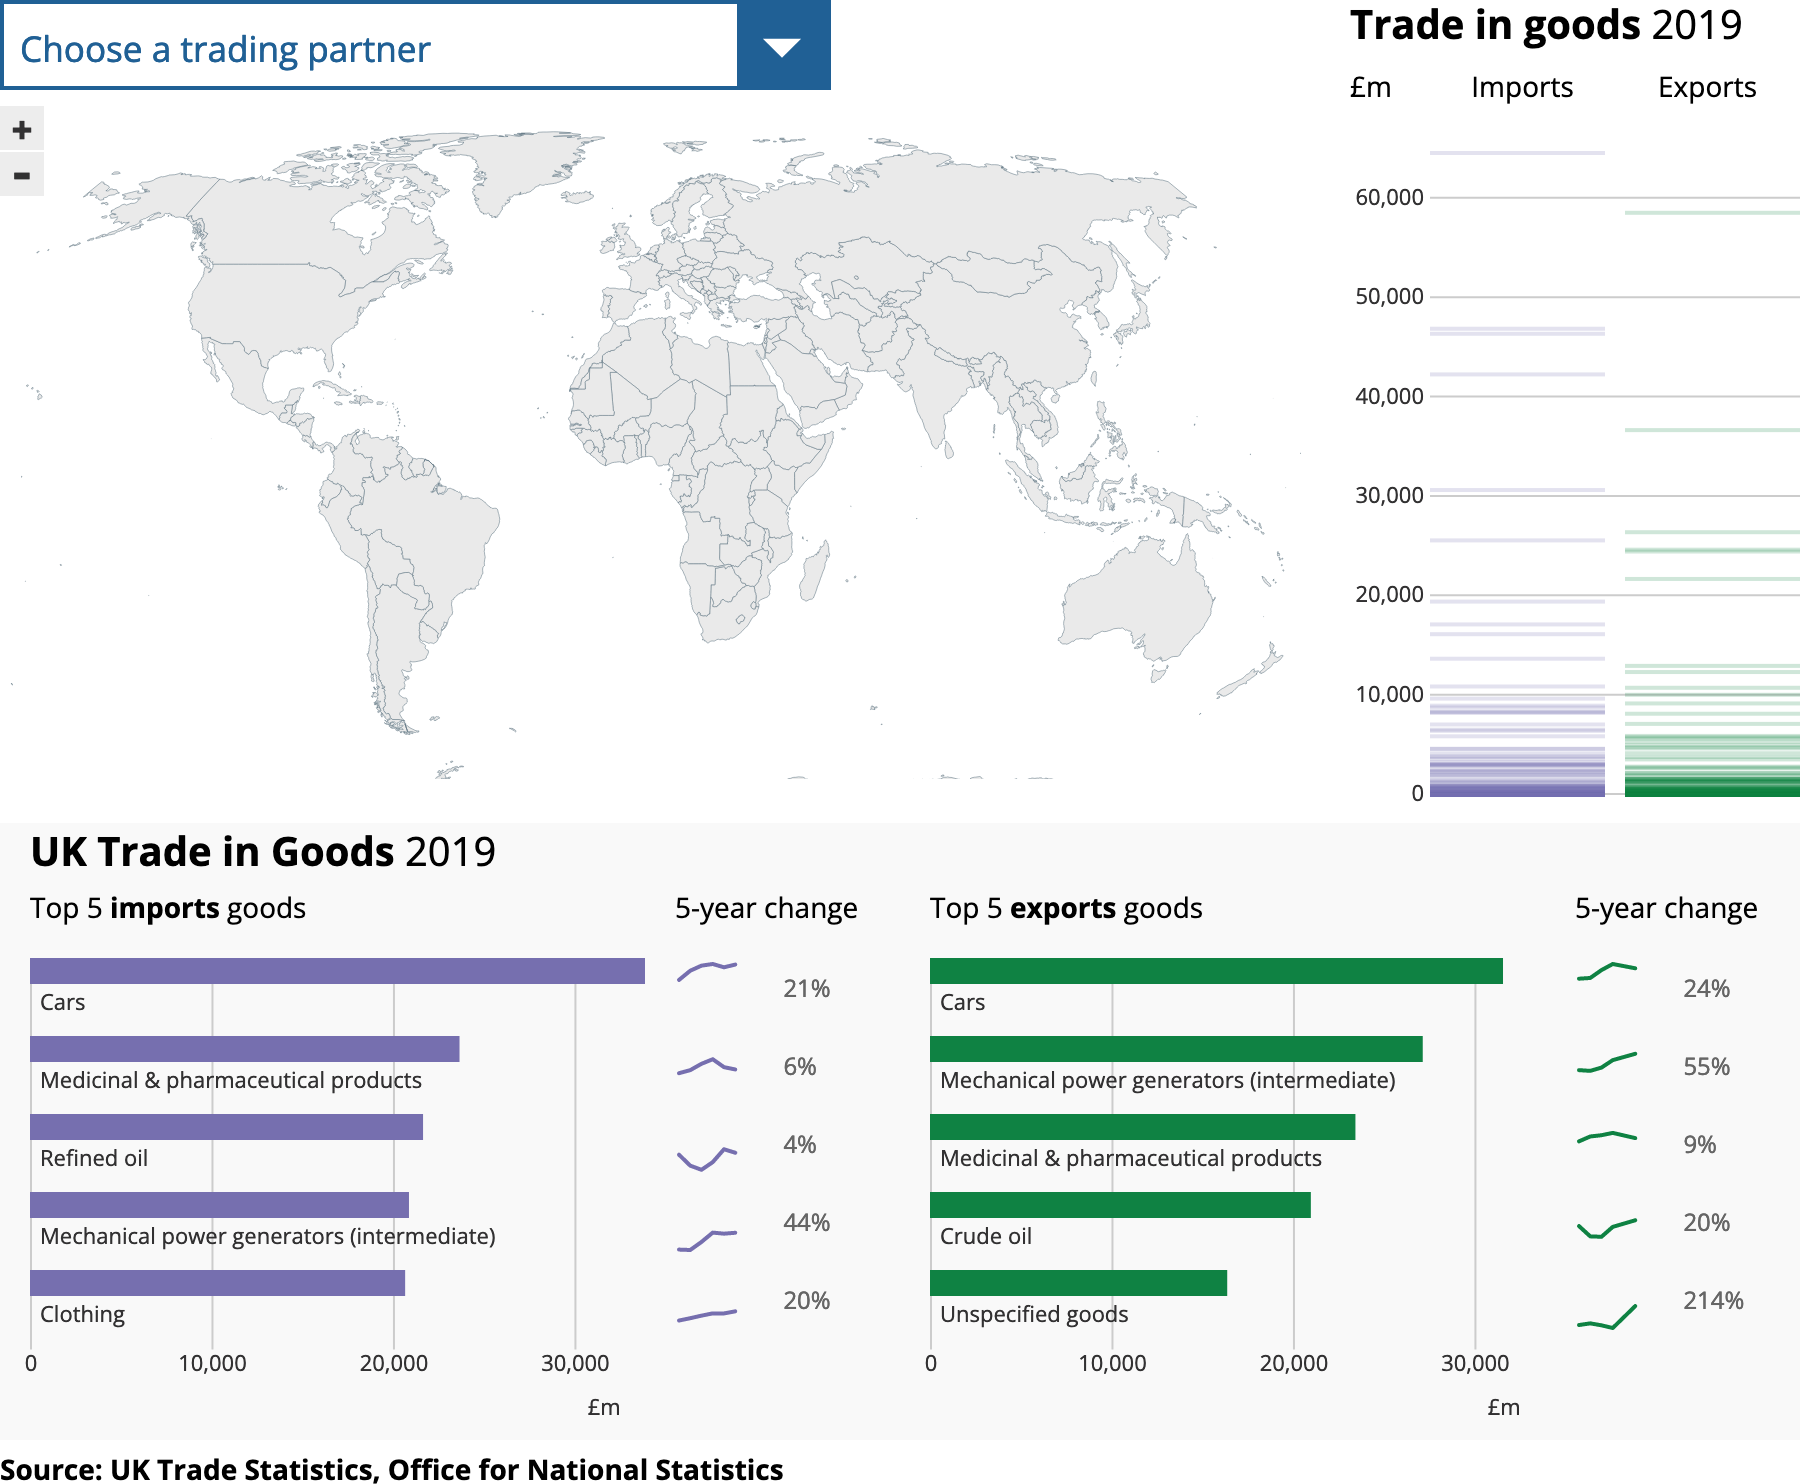 Choose a trading partner
+
-
Trade in goods 2019
£m Imports Exports
60,000
50,000
40,000
30,000
20,000
10,000
0
UK Trade in Goods 2019
Top 5 imports goods 5-year change
Cars 21%
Medicinal & pharmaceutical products 6%
Refined oil 4%
Mechanical power generators (intermediate) 44%
Clothing 20%
0 10,000 20,000 30,000
£m
Top 5 exports goods 5-year change
Cars 24%
Mechanical power generators (intermediate) 55%
Medicinal & pharmaceutical products 9%
Crude oil 20%
Unspecified goods 214%
0 10,000 20,000 30,000
£m
Source: UK Trade Statistics, Office for National Statistics